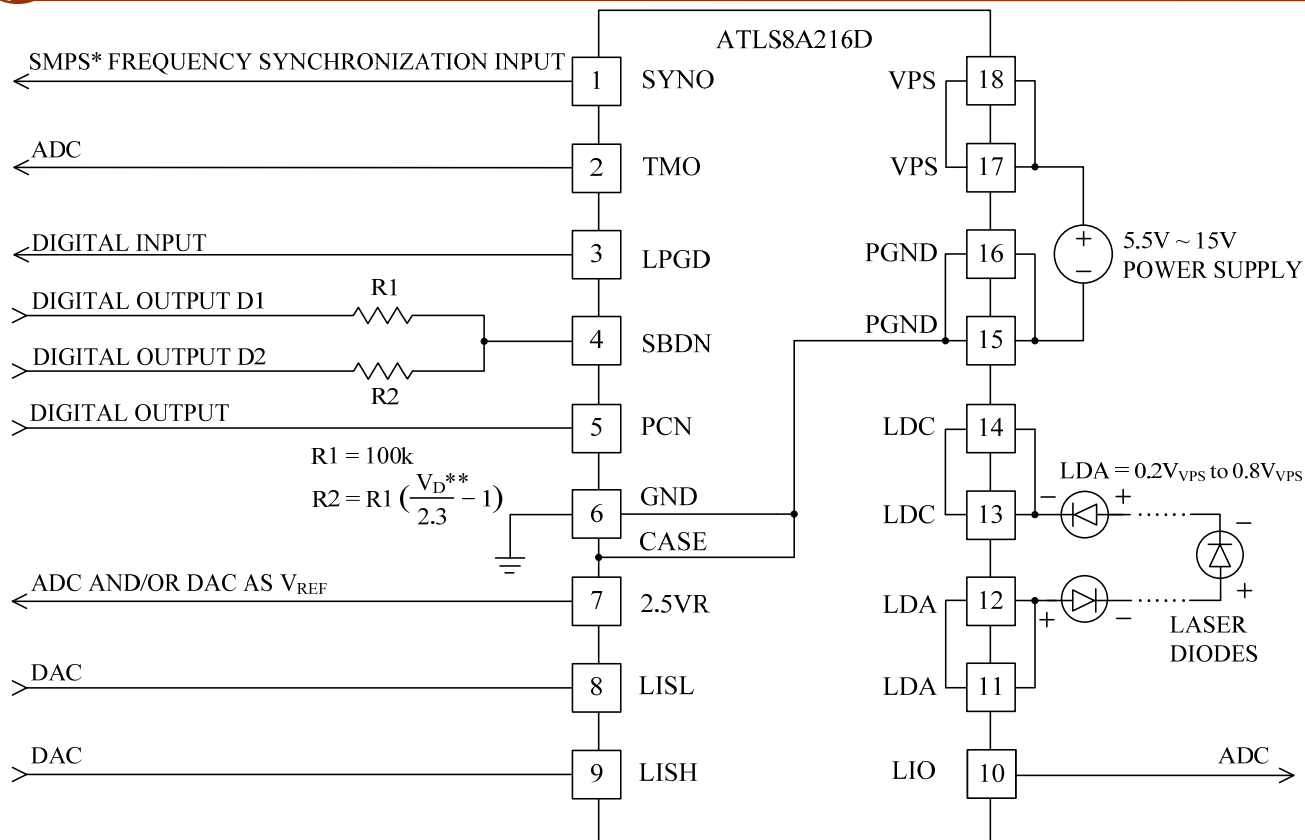 ATLS8A216D
SMPS* FREQUENCY SYNCHRONIZATION INPUT
1
SYNO
ADC
2
TMO
DIGITAL INPUT
3
LPGD
DIGITAL OUTPUT D1
R1
DIGITAL OUTPUT D2
R2
4
SBDN
DIGITAL OUTPUT
5
PCN
R1 = 100k
R2 = R1 (V_D**/2.3 − 1)
6
GND
CASE
ADC AND/OR DAC AS V_REF
7
2.5VR
DAC
8
LISL
DAC
9
LISH
VPS
18
VPS
17
+
−
5.5V ~ 15V
POWER SUPPLY
PGND
16
PGND
15
LDC
14
LDA = 0.2V_VPS to 0.8V_VPS
LDC
13
−
+
......
−
+
LDA
12
+
−
......
LASER
DIODES
LDA
11
LIO
10
ADC